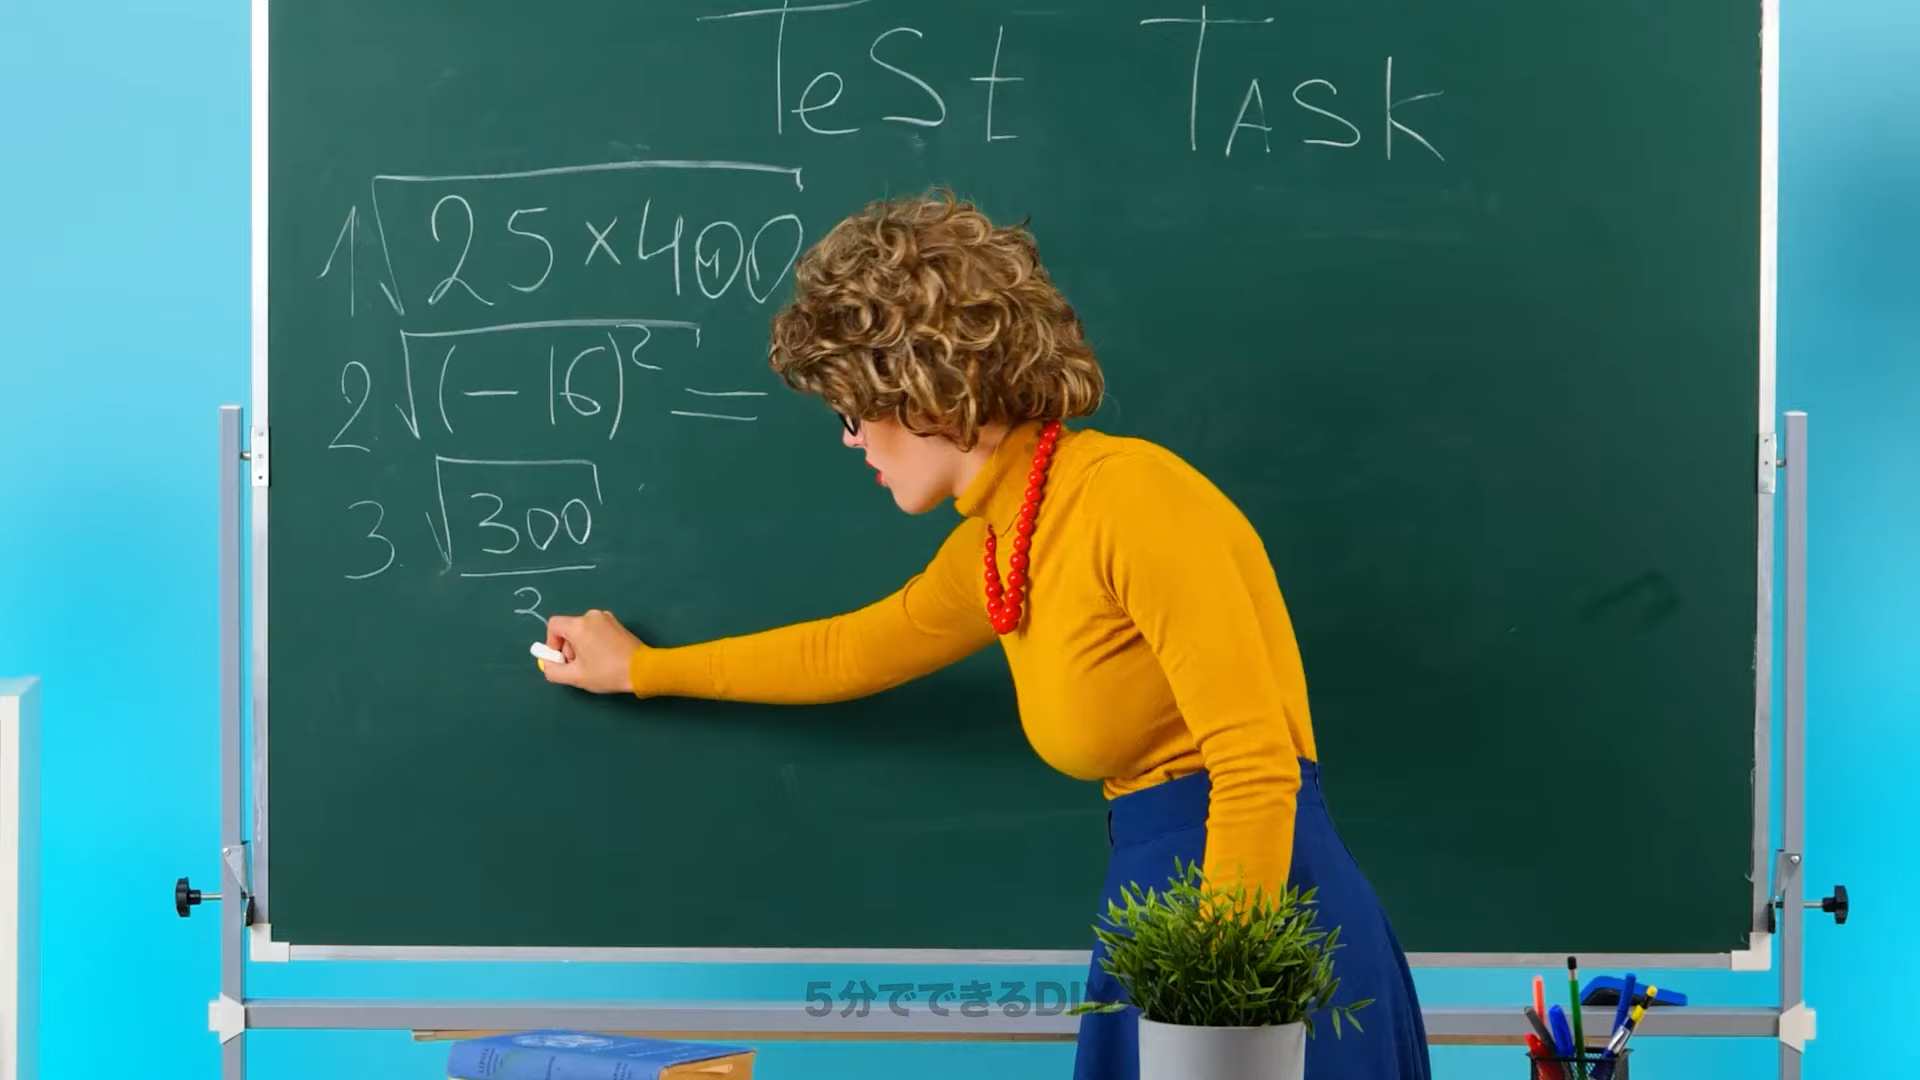 TeSt TASK
1 √25×400
2. √(-16)² =
3. √300
3
5分でできるDIY